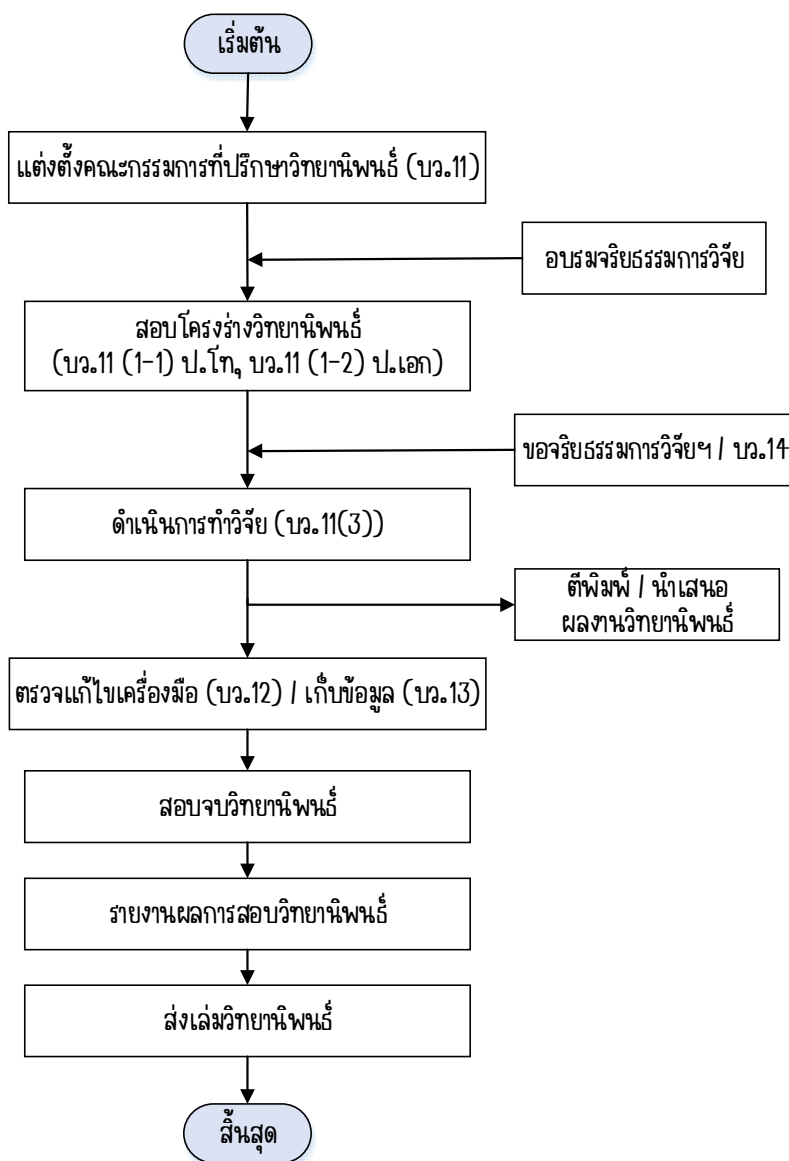 เริ่มต้น
แต่งตั้งคณะกรรมการที่ปรึกษาวิทยานิพนธ์ (บว.11)
อบรมจริยธรรมการวิจัย
สอบโครงร่างวิทยานิพนธ์
(บว.11 (1-1) ป.โท, บว.11 (1-2) ป.เอก)
ขอจริยธรรมการวิจัยฯ / บว.14
ดำเนินการทำวิจัย (บว.11(3))
ตีพิมพ์ / นำเสนอ
ผลงานวิทยานิพนธ์
ตรวจแก้ไขเครื่องมือ (บว.12) / เก็บข้อมูล (บว.13)
สอบจบวิทยานิพนธ์
รายงานผลการสอบวิทยานิพนธ์
ส่งเล่มวิทยานิพนธ์
สิ้นสุด